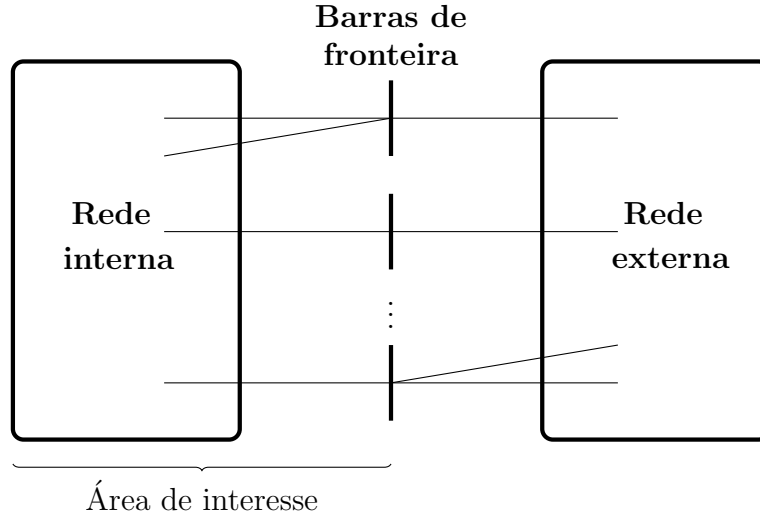 Barras de
fronteira
Rede
interna
Rede
externa
Área de interesse